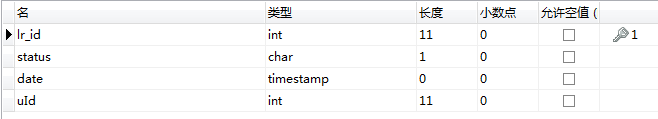 名 类型 长度 小数点 允许空值 (
lr_id int 11 0 1
status char 1 0
date timestamp 0 0
uId int 11 0